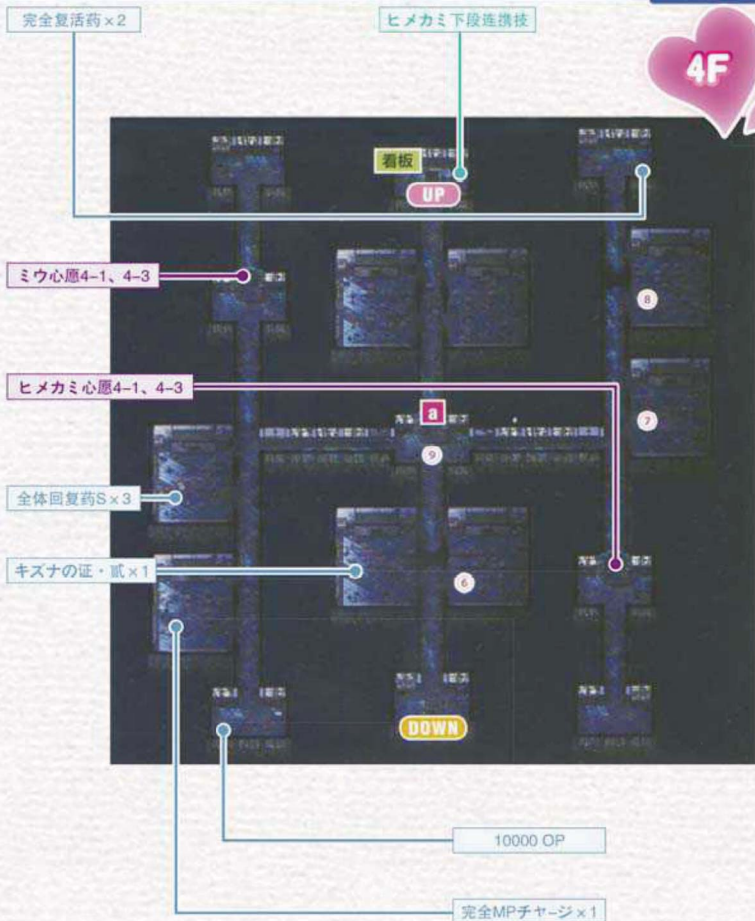 完全复活药×2
ヒメカミ下段连携技
4F
看板
UP
ミウ心愿4-1、4-3
8
ヒメカミ心愿4-1、4-3
7
a
9
全体回复药S×3
キズナの证・贰×1
6
DOWN
10000 OP
完全MPチヤージ×1